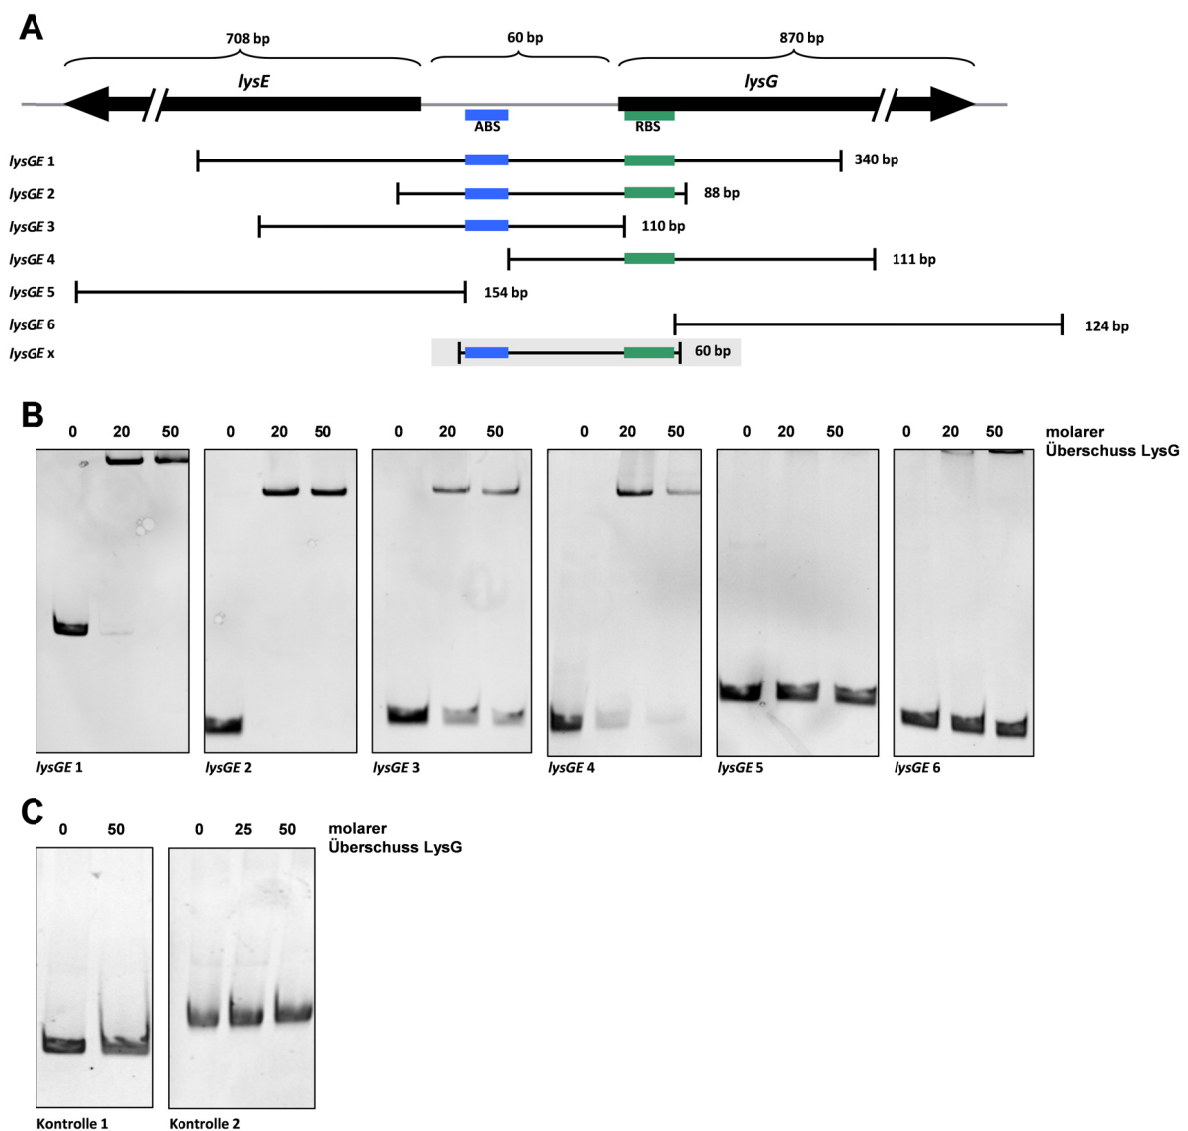 A
708 bp 60 bp 870 bp
lysE lysG
ABS RBS
lysGE 1 340 bp
lysGE 2 88 bp
lysGE 3 110 bp
lysGE 4 111 bp
lysGE 5 154 bp
lysGE 6 124 bp
lysGE x 60 bp
B
0 20 50 0 20 50 0 20 50 0 20 50 0 20 50 0 20 50 molarer
Überschuss LysG
lysGE 1 lysGE 2 lysGE 3 lysGE 4 lysGE 5 lysGE 6
C
0 50 0 25 50 molarer
Überschuss LysG
Kontrolle 1 Kontrolle 2